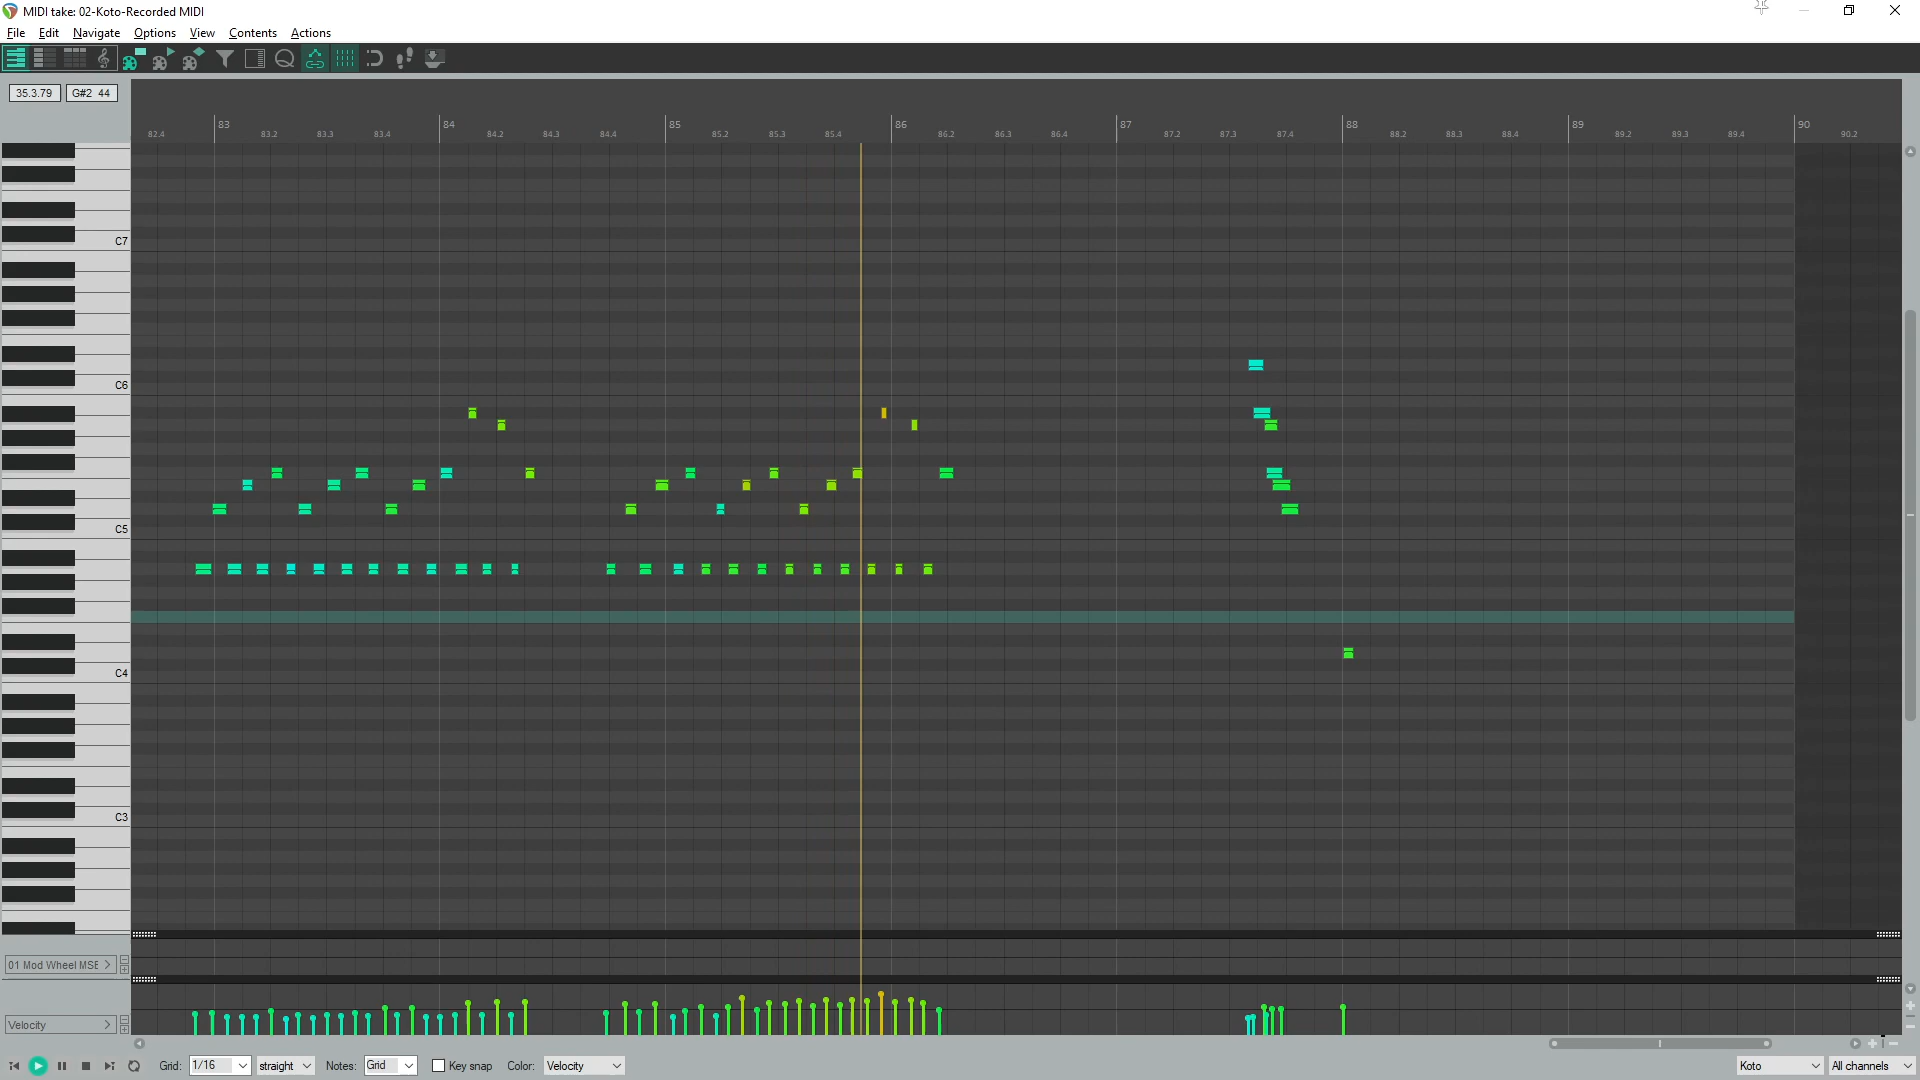 MIDI take: 02-Koto-Recorded MIDI
File Edit Navigate Options View Contents Actions
35.3.79 G#2 44
83 84 85 86 87 88 89 90
82.4 83.2 83.3 83.4 84.2 84.3 84.4 85.2 85.3 85.4 86.2 86.3 86.4 87.2 87.3 87.4 88.2 88.3 88.4 89.2 89.3 89.4 90.2
C7
C6
C5
C4
C3
01 Mod Wheel MSB
Velocity
Grid: 1/16 straight Notes: Grid Key snap Color: Velocity Koto All channels